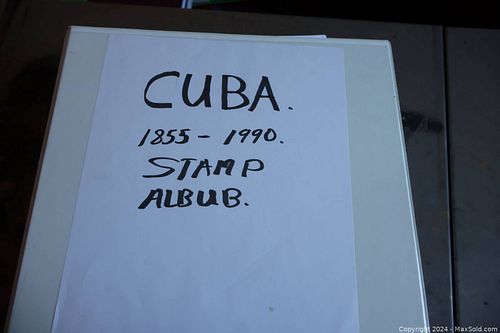 CUBA.
1855 - 1990.
STAMP
ALBUB.
Copyright © 2024 - MaxSold.com